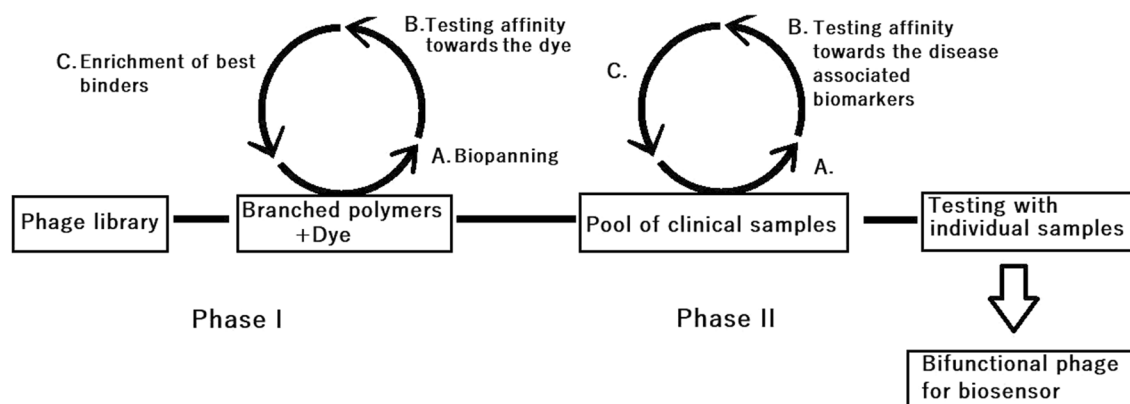 B. Testing affinity
towards the dye
C. Enrichment of best
binders
A. Biopanning
B. Testing affinity
towards the disease
associated
biomarkers
C.
A.
Phage library
Branched polymers
+Dye
Pool of clinical samples
Testing with
individual samples
Phase I
Phase II
Bifunctional phage
for biosensor